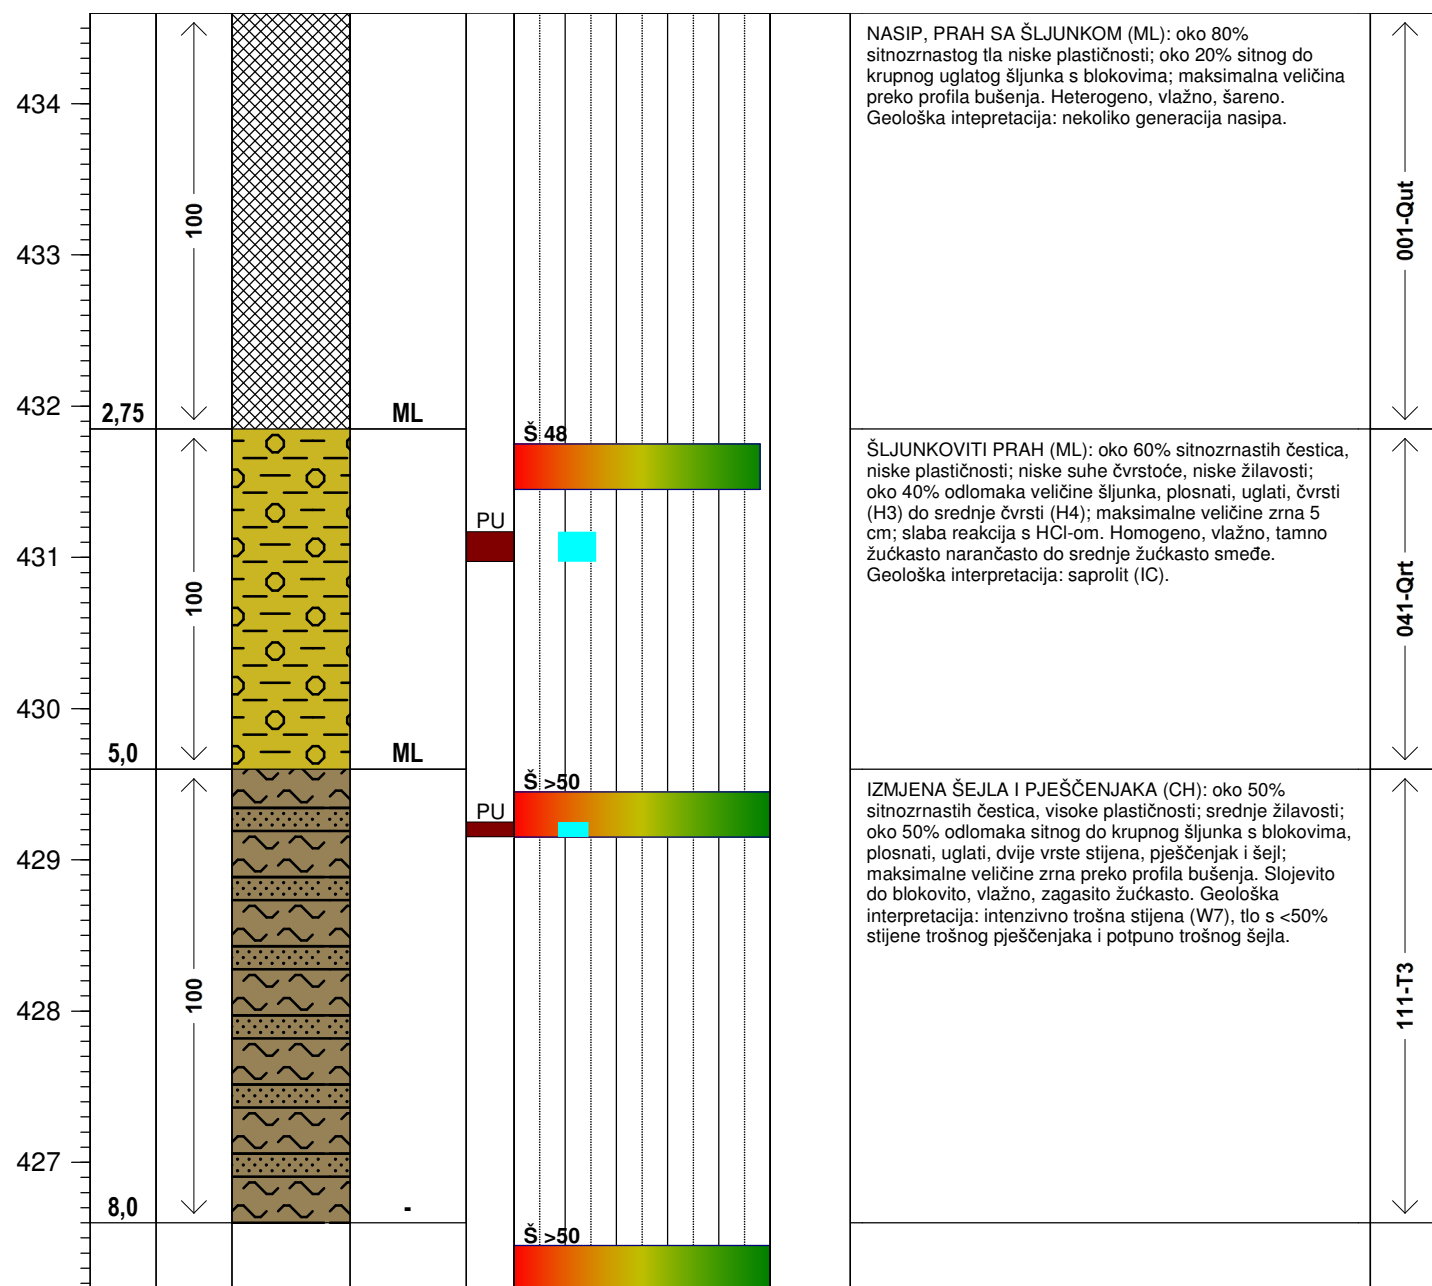 NASIP, PRAH SA ŠLJUNKOM (ML): oko 80%
sitnozrnastog tla niske plastičnosti; oko 20% sitnog do
krupnog uglatog šljunka s blokovima; maksimalna veličina
preko profila bušenja. Heterogeno, vlažno, šareno.
Geološka intepretacija: nekoliko generacija nasipa.
434
100
001-Qut
433
432
2,75
ML
Š 48
ŠLJUNKOVITI PRAH (ML): oko 60% sitnozrnastih čestica,
niske plastičnosti; niske suhe čvrstoće, niske žilavosti;
oko 40% odlomaka veličine šljunka, plosnati, uglati, čvrsti
(H3) do srednje čvrsti (H4); maksimalne veličine zrna 5
cm; slaba reakcija s HCl-om. Homogeno, vlažno, tamno
žućkasto narančasto do srednje žućkasto smeđe.
Geološka interpretacija: saprolit (IC).
PU
431
100
041-Qrt
430
5,0
ML
Š >50
IZMJENA ŠEJLA I PJEŠČENJAKA (CH): oko 50%
sitnozrnastih čestica, visoke plastičnosti; srednje žilavosti;
oko 50% odlomaka sitnog do krupnog šljunka s blokovima,
plosnati, uglati, dvije vrste stijena, pješčenjak i šejl;
maksimalne veličine zrna preko profila bušenja. Slojevito
do blokovito, vlažno, zagasito žućkasto. Geološka
interpretacija: intenzivno trošna stijena (W7), tlo s <50%
stijene trošnog pješčenjaka i potpuno trošnog šejla.
PU
429
100
111-T3
428
427
8,0
-
Š >50